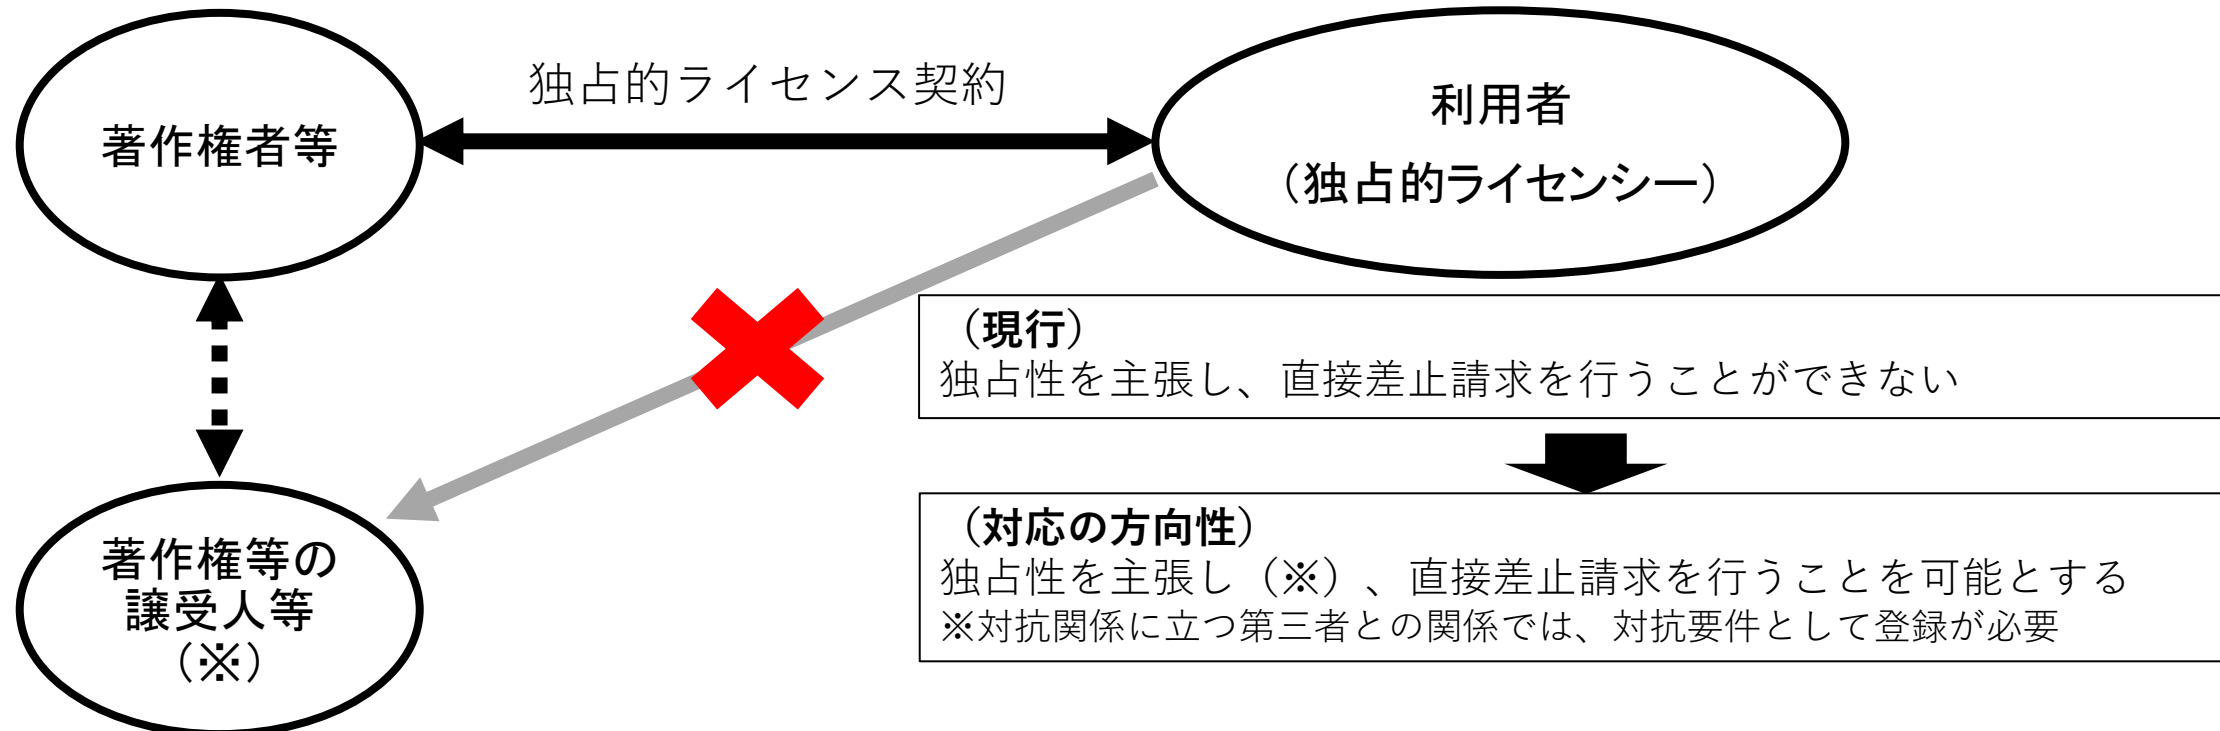 独占的ライセンス契約
著作権者等
利用者
（独占的ライセンシー）
（現行）
独占性を主張し、直接差止請求を行うことができない
（対応の方向性）
独占性を主張し（※）、直接差止請求を行うことを可能とする
※対抗関係に立つ第三者との関係では、対抗要件として登録が必要
著作権等の
譲受人等
（※）